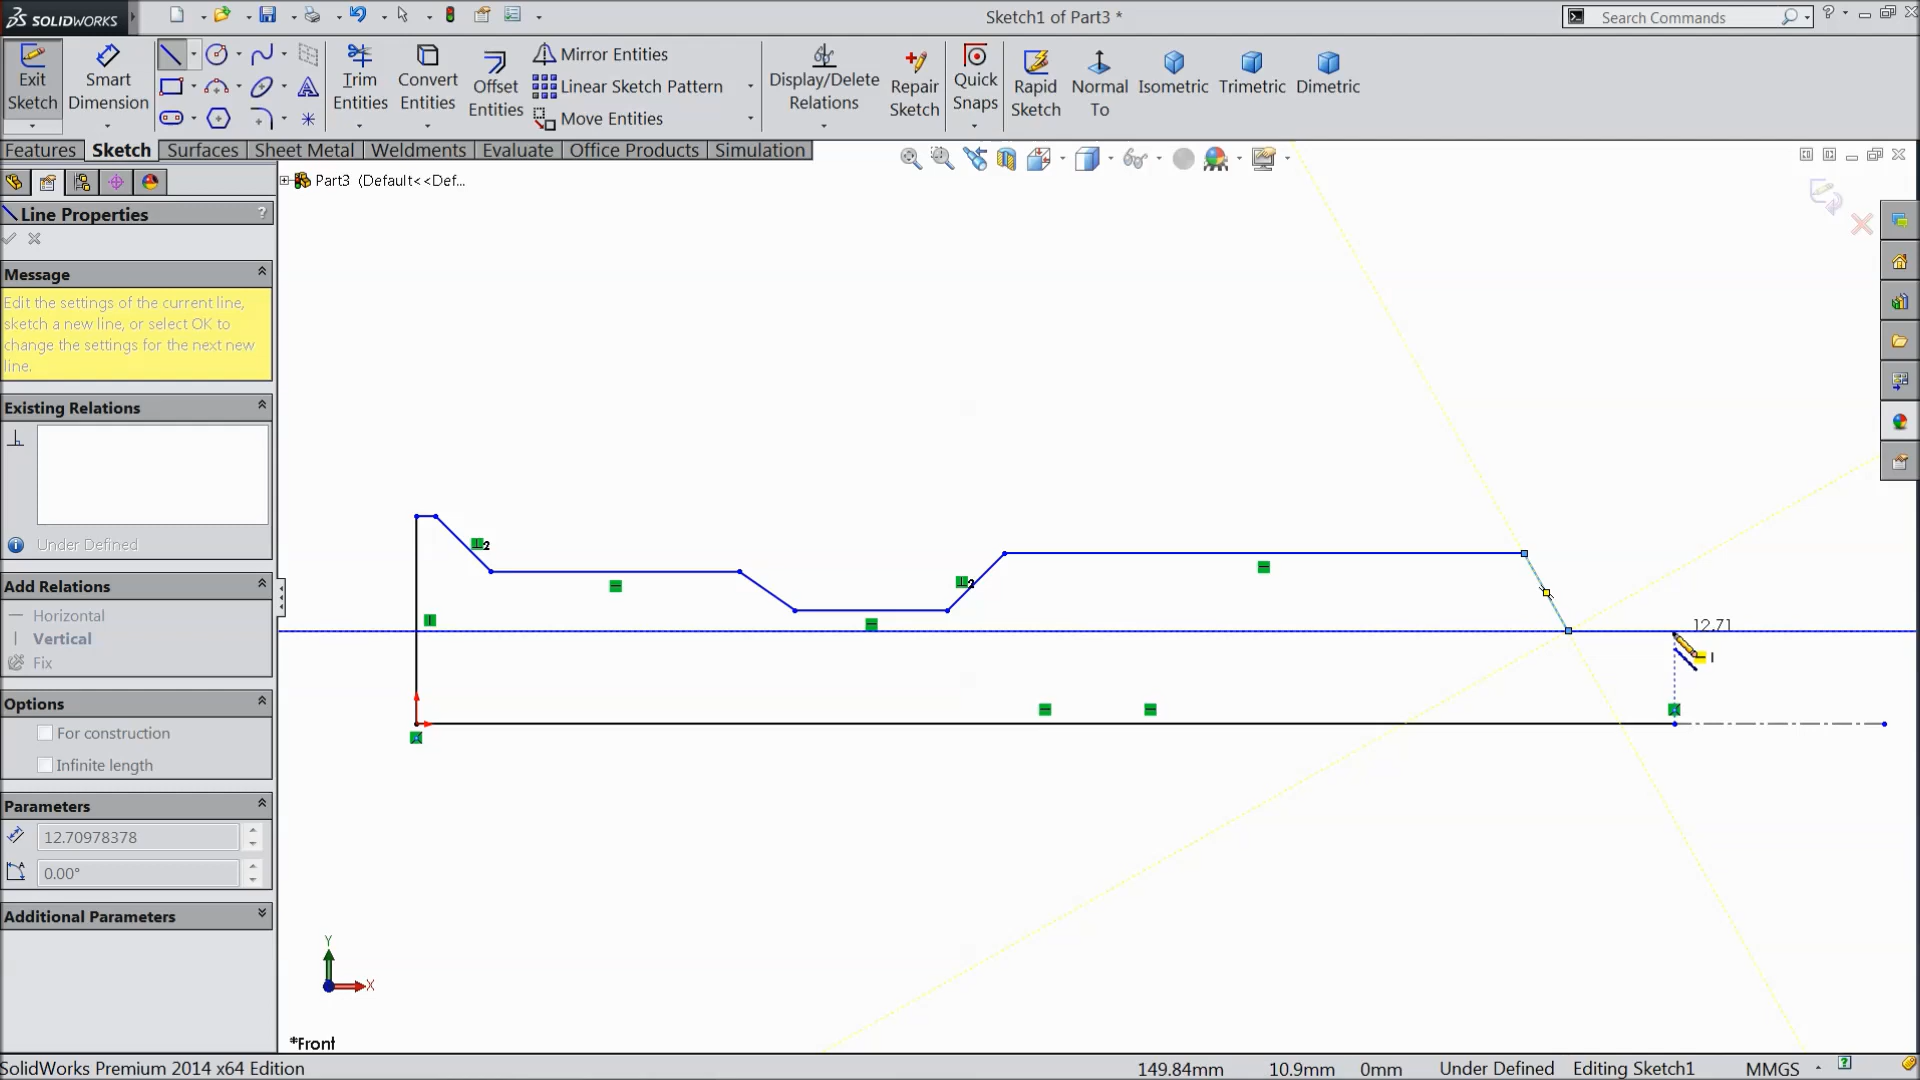 SOLIDWORKS
Sketch1 of Part3 *
Search Commands
Exit Sketch
Smart Dimension
Trim Entities
Convert Entities
Offset Entities
Mirror Entities
Linear Sketch Pattern
Move Entities
Display/Delete Relations
Repair Sketch
Quick Snaps
Rapid Sketch
Normal To
Isometric
Trimetric
Dimetric
Features
Sketch
Surfaces
Sheet Metal
Weldments
Evaluate
Office Products
Simulation
Part3 (Default<<Def...
Line Properties
?
Message
Edit the settings of the current line,
sketch a new line, or select OK to
change the settings for the next new
line.
Existing Relations
Under Defined
Add Relations
Horizontal
Vertical
Fix
Options
For construction
Infinite length
Parameters
12.70978378
0.00°
Additional Parameters
2
2
12.71
Y
X
*Front
SolidWorks Premium 2014 x64 Edition
149.84mm
10.9mm
0mm
Under Defined
Editing Sketch1
MMGS